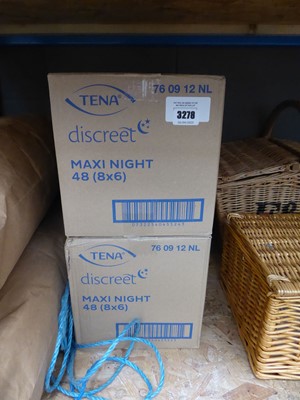 TENA®
76 09 12 NL
3278
discreet
MAXI NIGHT
48 (8x6)
TENA®
76 09 12 NL
discreet
MAXI NIGHT
48 (8x6)